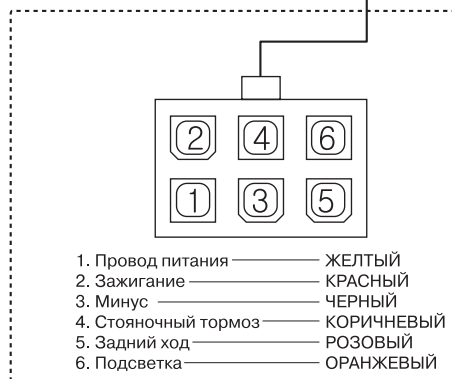 2 4 6
1 3 5
1. Провод питания ЖЕЛТЫЙ
2. Зажигание КРАСНЫЙ
3. Минус ЧЕРНЫЙ
4. Стояночный тормоз КОРИЧНЕВЫЙ
5. Задний ход РОЗОВЫЙ
6. Подсветка ОРАНЖЕВЫЙ